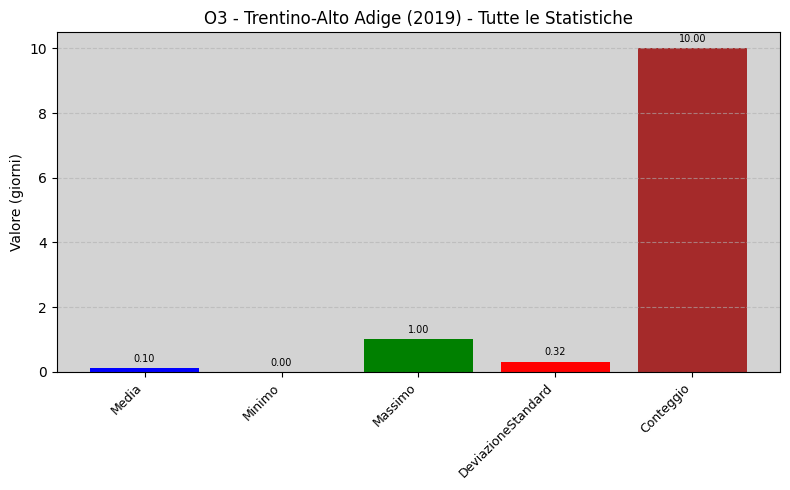 O3 - Trentino-Alto Adige (2019) - Tutte le Statistiche
Valore (giorni)
10
8
6
4
2
0
0.10
0.00
1.00
0.32
10.00
Media
Minimo
Massimo
DeviazioneStandard
Conteggio